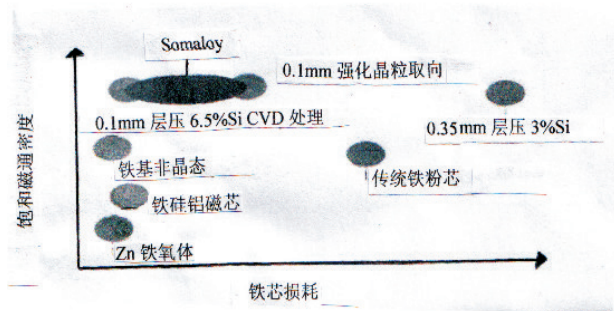 Somaloy
0.1mm 强化晶粒取向
0.1mm 层压 6.5%Si CVD 处理
0.35mm 层压 3%Si
铁基非晶态
传统铁粉芯
铁硅铝磁芯
Zn 铁氧体
饱和磁通密度
铁芯损耗